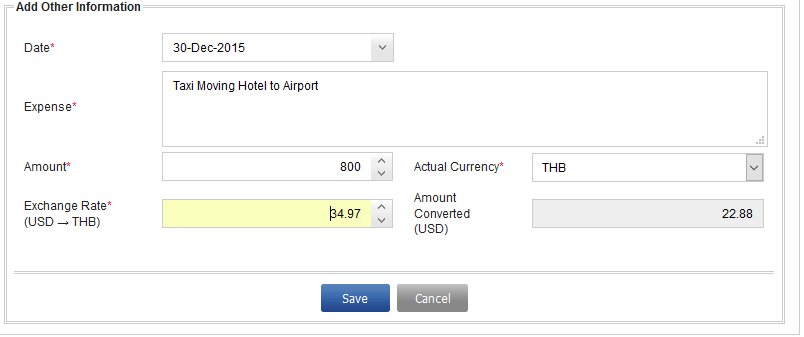 Add Other Information
Date* 30-Dec-2015
Expense* Taxi Moving Hotel to Airport
Amount* 800 Actual Currency* THB
Exchange Rate*
(USD → THB) 34.97
Amount
Converted
(USD) 22.88
Save Cancel